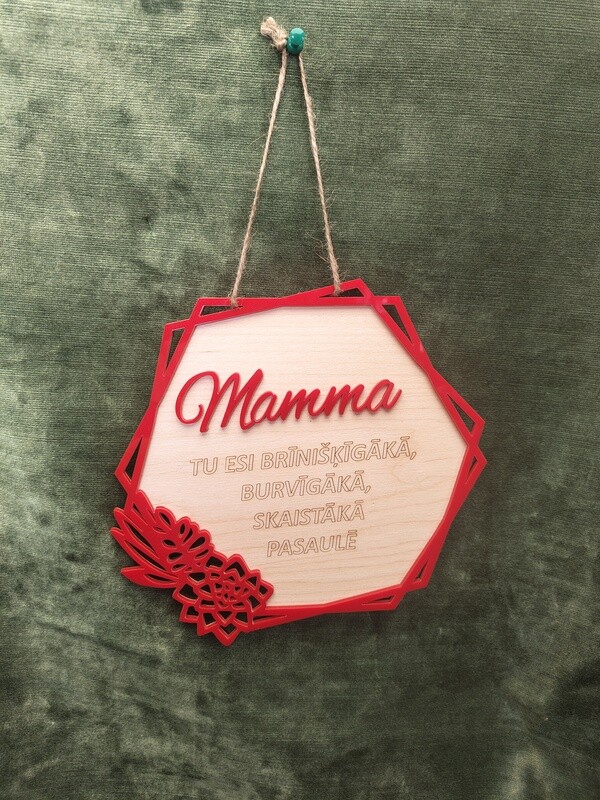 Mamma
TU ESI BRĪNIŠĶĪGĀKĀ,
BURVĪGĀKĀ,
SKAISTĀKĀ
PASAULĒ